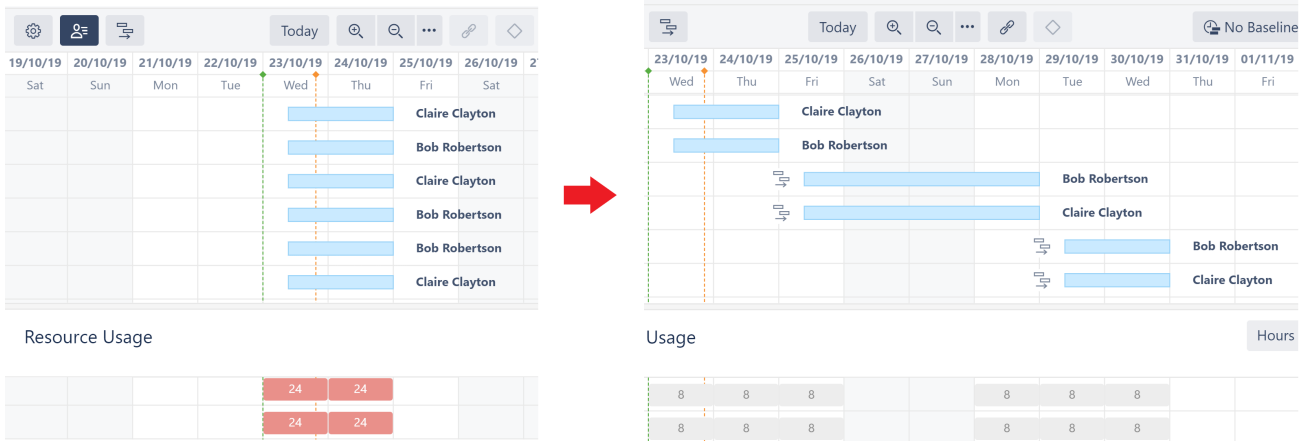 Today
19/10/19 20/10/19 21/10/19 22/10/19 23/10/19 24/10/19 25/10/19 26/10/19
Sat Sun Mon Tue Wed Thu Fri Sat
Claire Clayton
Bob Robertson
Claire Clayton
Bob Robertson
Bob Robertson
Claire Clayton
Resource Usage
24 24
24 24
Today No Baseline
23/10/19 24/10/19 25/10/19 26/10/19 27/10/19 28/10/19 29/10/19 30/10/19 31/10/19 01/11/19
Wed Thu Fri Sat Sun Mon Tue Wed Thu Fri
Claire Clayton
Bob Robertson
Bob Robertson
Claire Clayton
Bob Robertson
Claire Clayton
Usage Hours
8 8 8 8 8 8
8 8 8 8 8 8